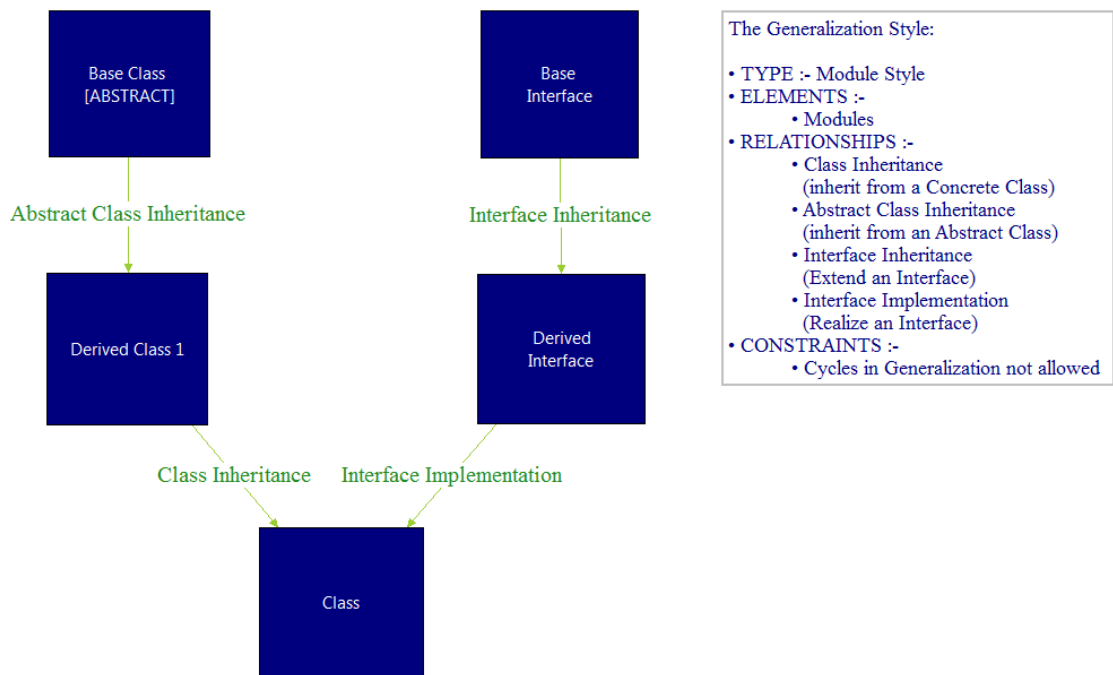 Base Class
[ABSTRACT]
Base
Interface
Abstract Class Inheritance
Interface Inheritance
Derived Class 1
Derived
Interface
Class Inheritance
Interface Implementation
Class
The Generalization Style:
• TYPE :- Module Style
• ELEMENTS :-
• Modules
• RELATIONSHIPS :-
• Class Inheritance
(inherit from a Concrete Class)
• Abstract Class Inheritance
(inherit from an Abstract Class)
• Interface Inheritance
(Extend an Interface)
• Interface Implementation
(Realize an Interface)
• CONSTRAINTS :-
• Cycles in Generalization not allowed